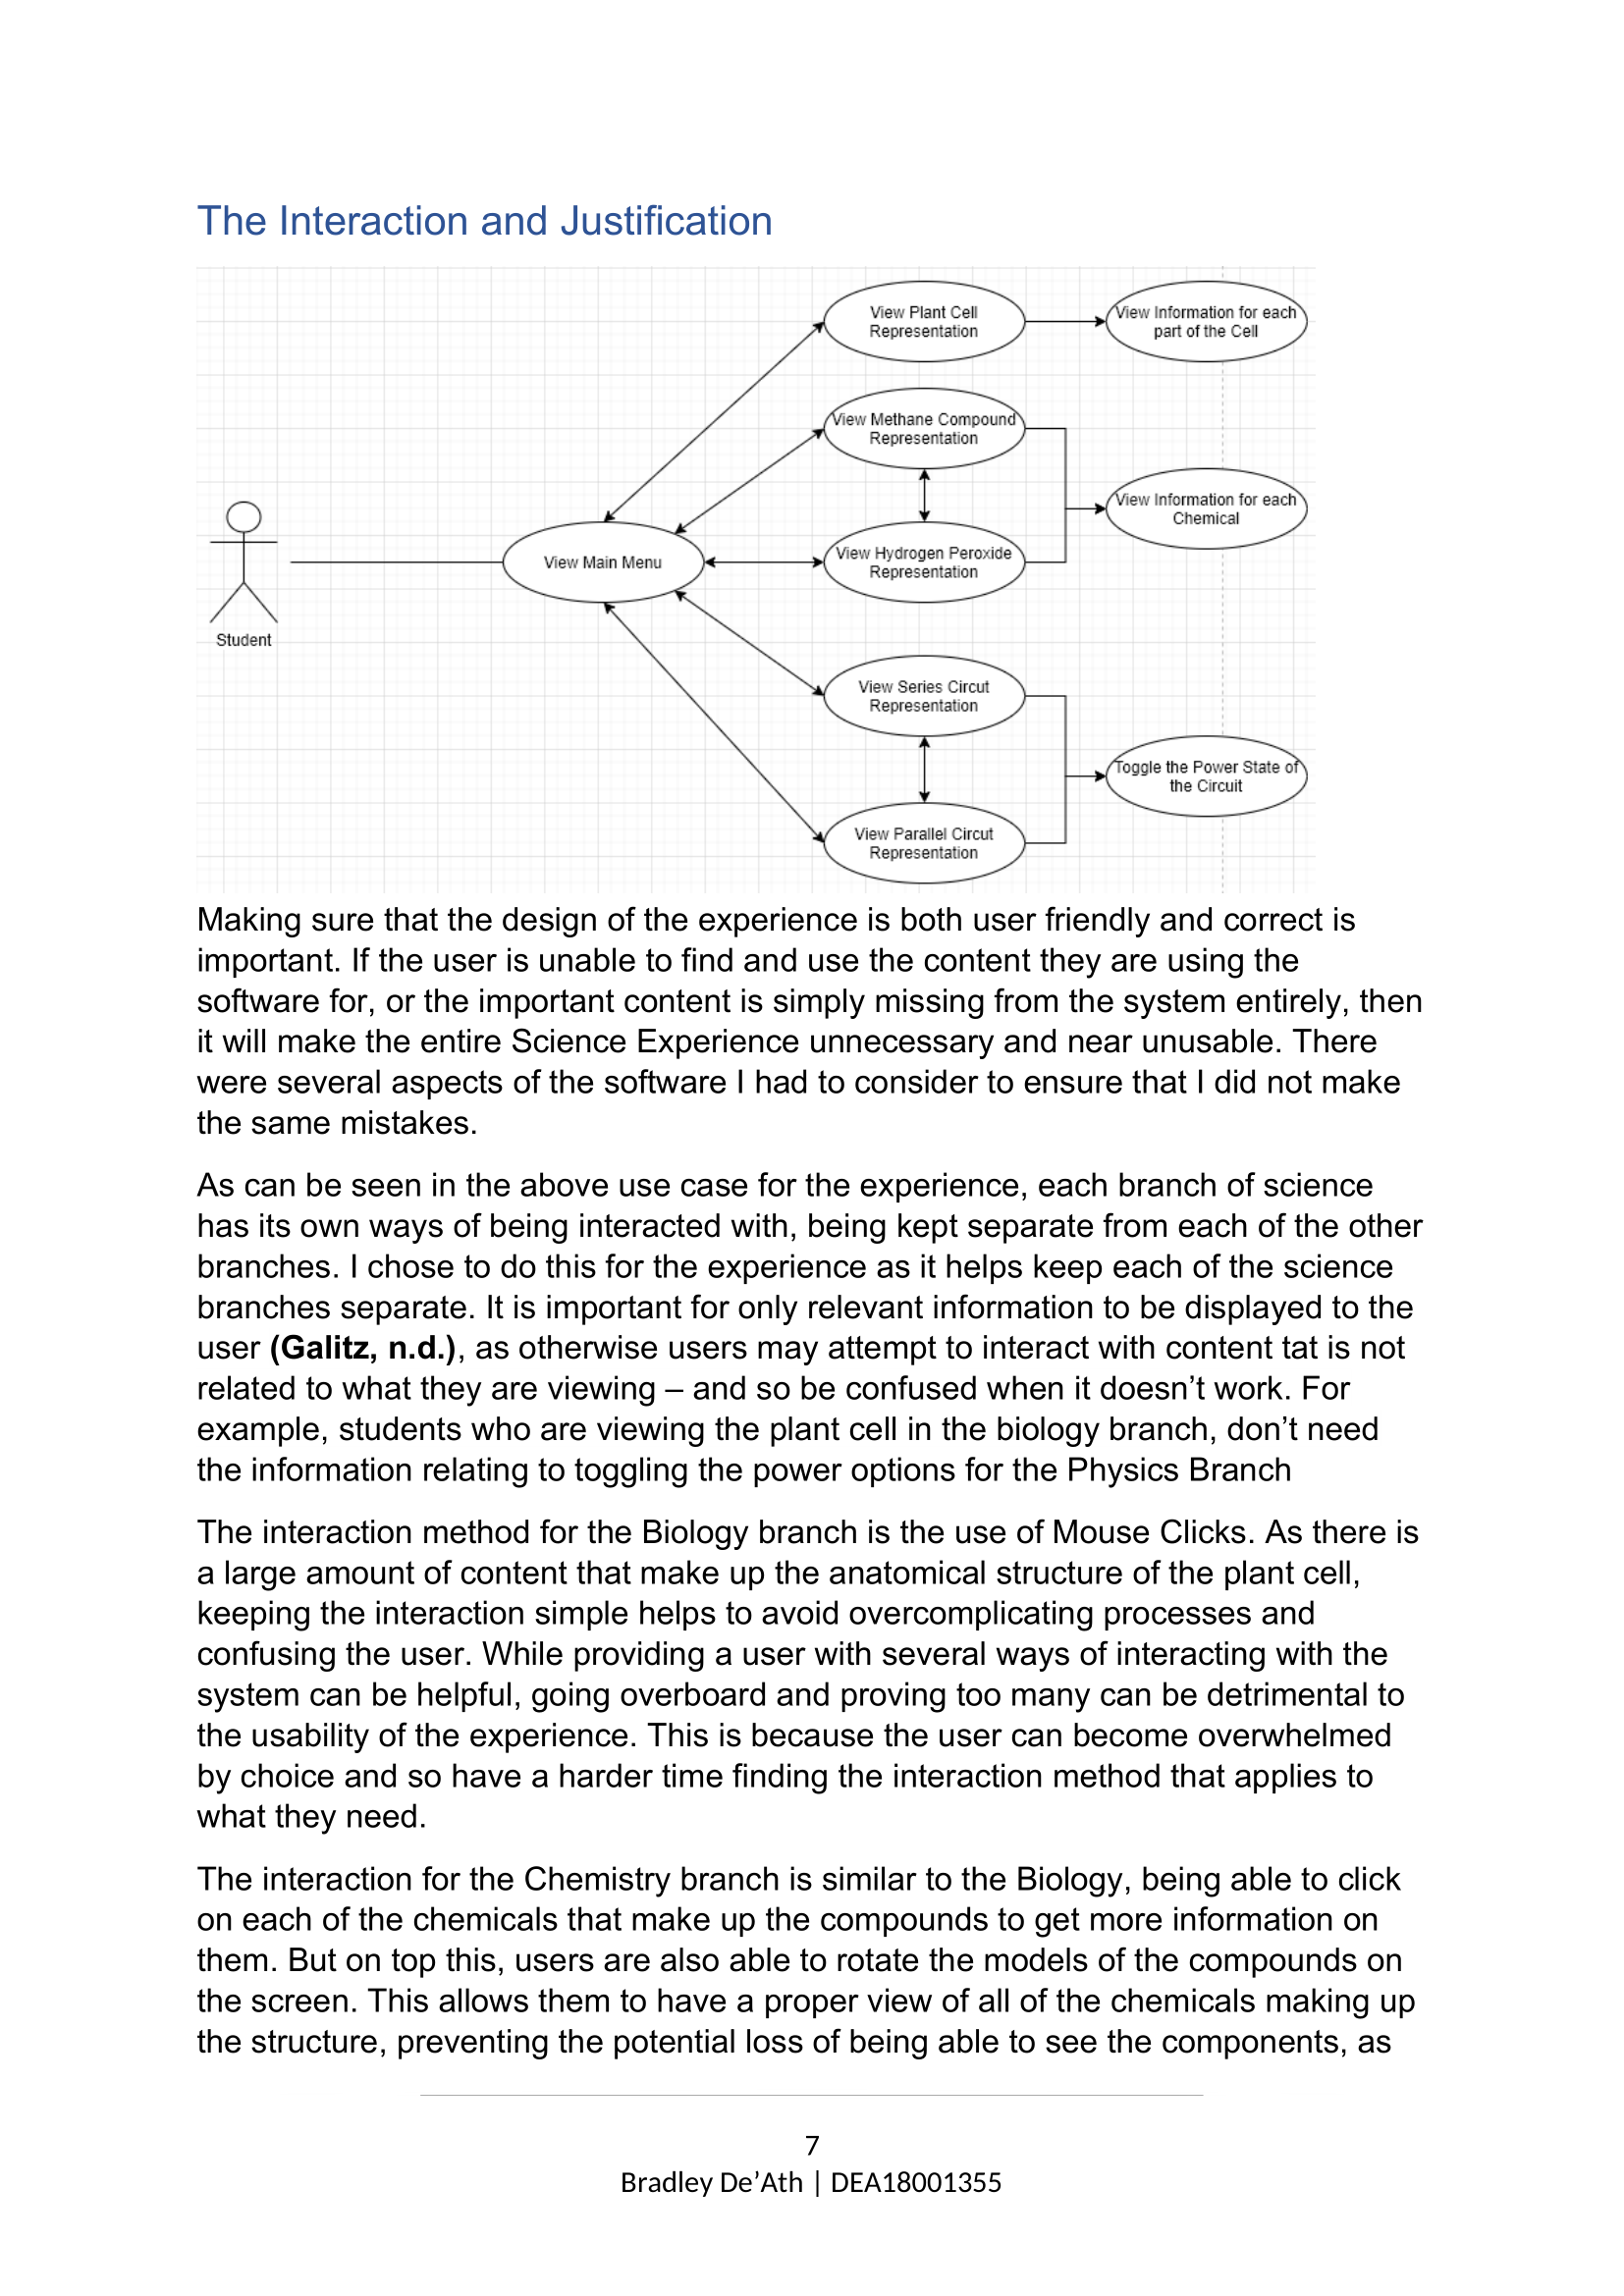 The Interaction and Justification
View Plant Cell
Representation
View Information for each
part of the Cell
View Methane Compound
Representation
View Information for each
Chemical
View Main Menu
View Hydrogen Peroxide
Representation
Student
View Series Circut
Representation
Toggle the Power State of
the Circuit
View Parallel Circut
Representation
Making sure that the design of the experience is both user friendly and correct is
important. If the user is unable to find and use the content they are using the
software for, or the important content is simply missing from the system entirely, then
it will make the entire Science Experience unnecessary and near unusable. There
were several aspects of the software I had to consider to ensure that I did not make
the same mistakes.
As can be seen in the above use case for the experience, each branch of science
has its own ways of being interacted with, being kept separate from each of the other
branches. I chose to do this for the experience as it helps keep each of the science
branches separate. It is important for only relevant information to be displayed to the
user (Galitz, n.d.), as otherwise users may attempt to interact with content tat is not
related to what they are viewing – and so be confused when it doesn’t work. For
example, students who are viewing the plant cell in the biology branch, don’t need
the information relating to toggling the power options for the Physics Branch
The interaction method for the Biology branch is the use of Mouse Clicks. As there is
a large amount of content that make up the anatomical structure of the plant cell,
keeping the interaction simple helps to avoid overcomplicating processes and
confusing the user. While providing a user with several ways of interacting with the
system can be helpful, going overboard and proving too many can be detrimental to
the usability of the experience. This is because the user can become overwhelmed
by choice and so have a harder time finding the interaction method that applies to
what they need.
The interaction for the Chemistry branch is similar to the Biology, being able to click
on each of the chemicals that make up the compounds to get more information on
them. But on top this, users are also able to rotate the models of the compounds on
the screen. This allows them to have a proper view of all of the chemicals making up
the structure, preventing the potential loss of being able to see the components, as
7
Bradley De’Ath | DEA18001355